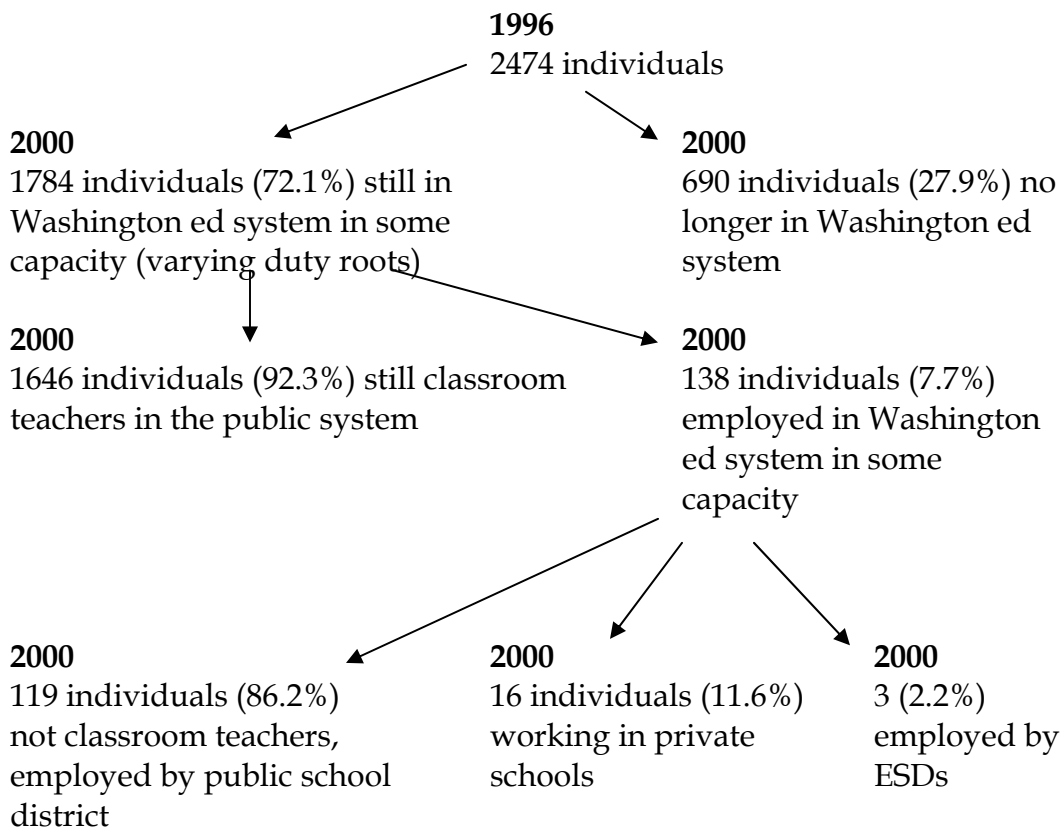 1996
2474 individuals
2000
1784 individuals (72.1%) still in
Washington ed system in some
capacity (varying duty roots)
2000
690 individuals (27.9%) no
longer in Washington ed
system
2000
1646 individuals (92.3%) still classroom
teachers in the public system
2000
138 individuals (7.7%)
employed in Washington
ed system in some
capacity
2000
119 individuals (86.2%)
not classroom teachers,
employed by public school
district
2000
16 individuals (11.6%)
working in private
schools
2000
3 (2.2%)
employed by
ESDs